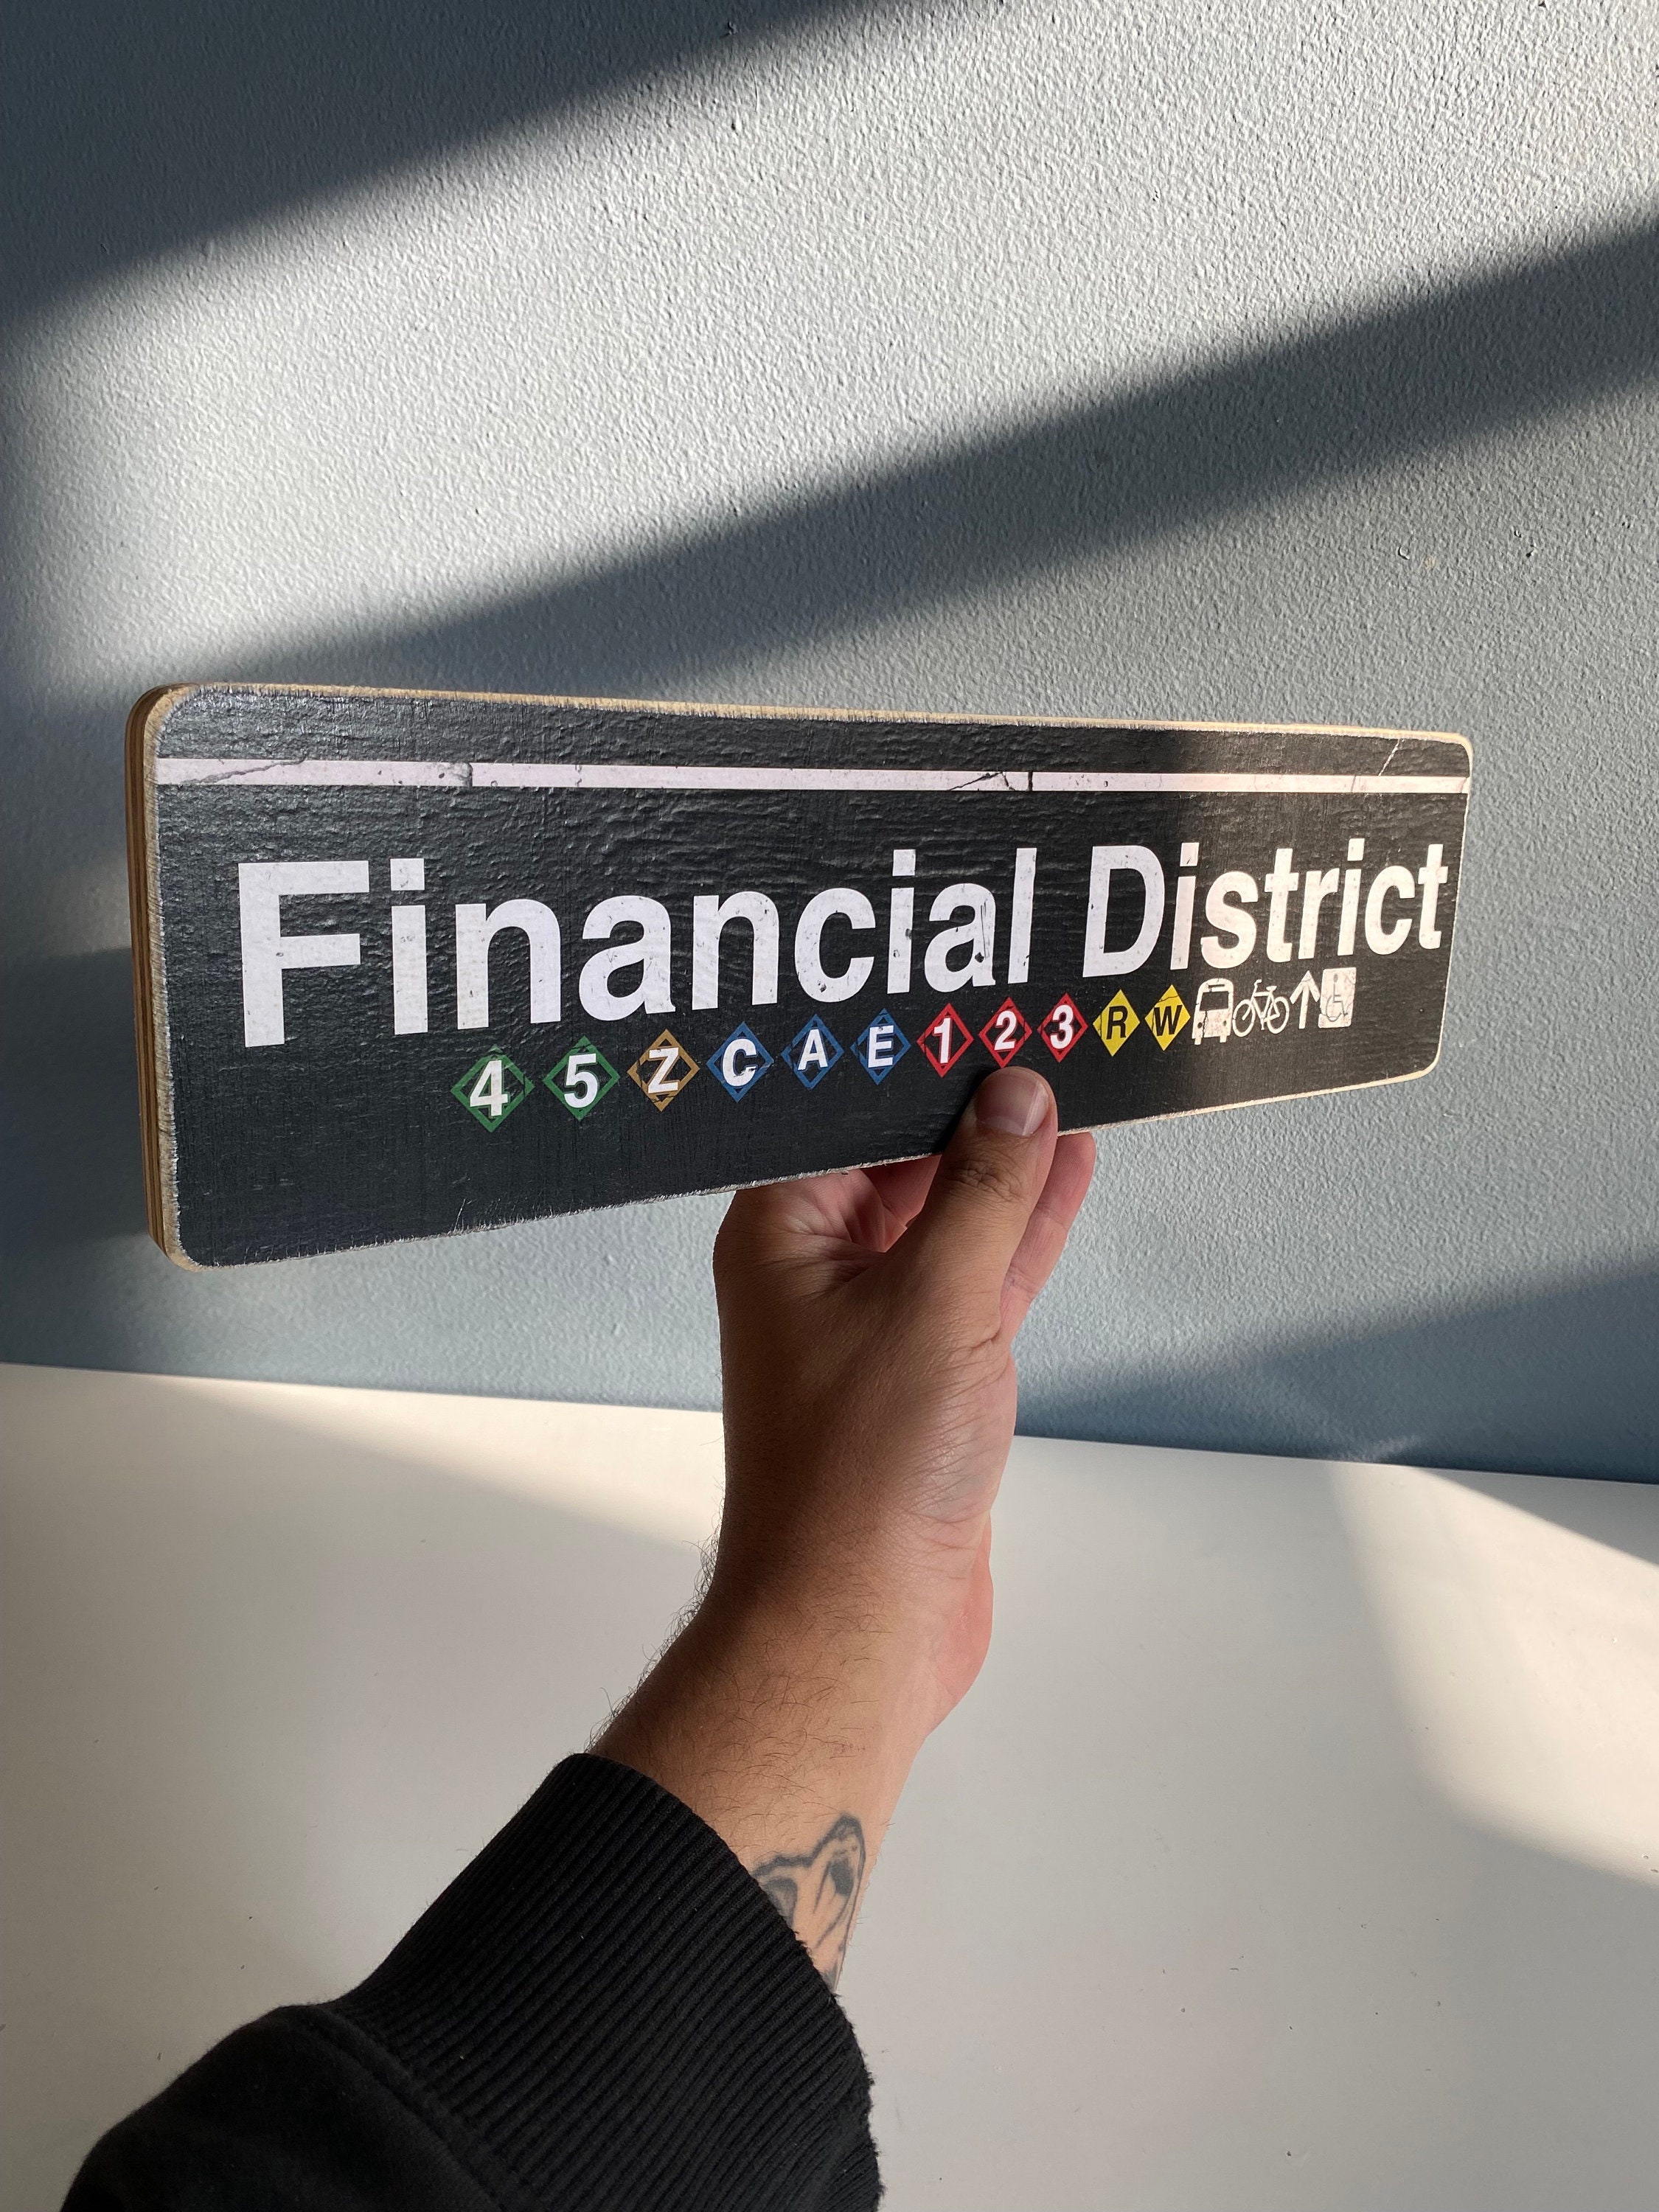 Financial District
4 5 Z C A E 1 2 3 R W